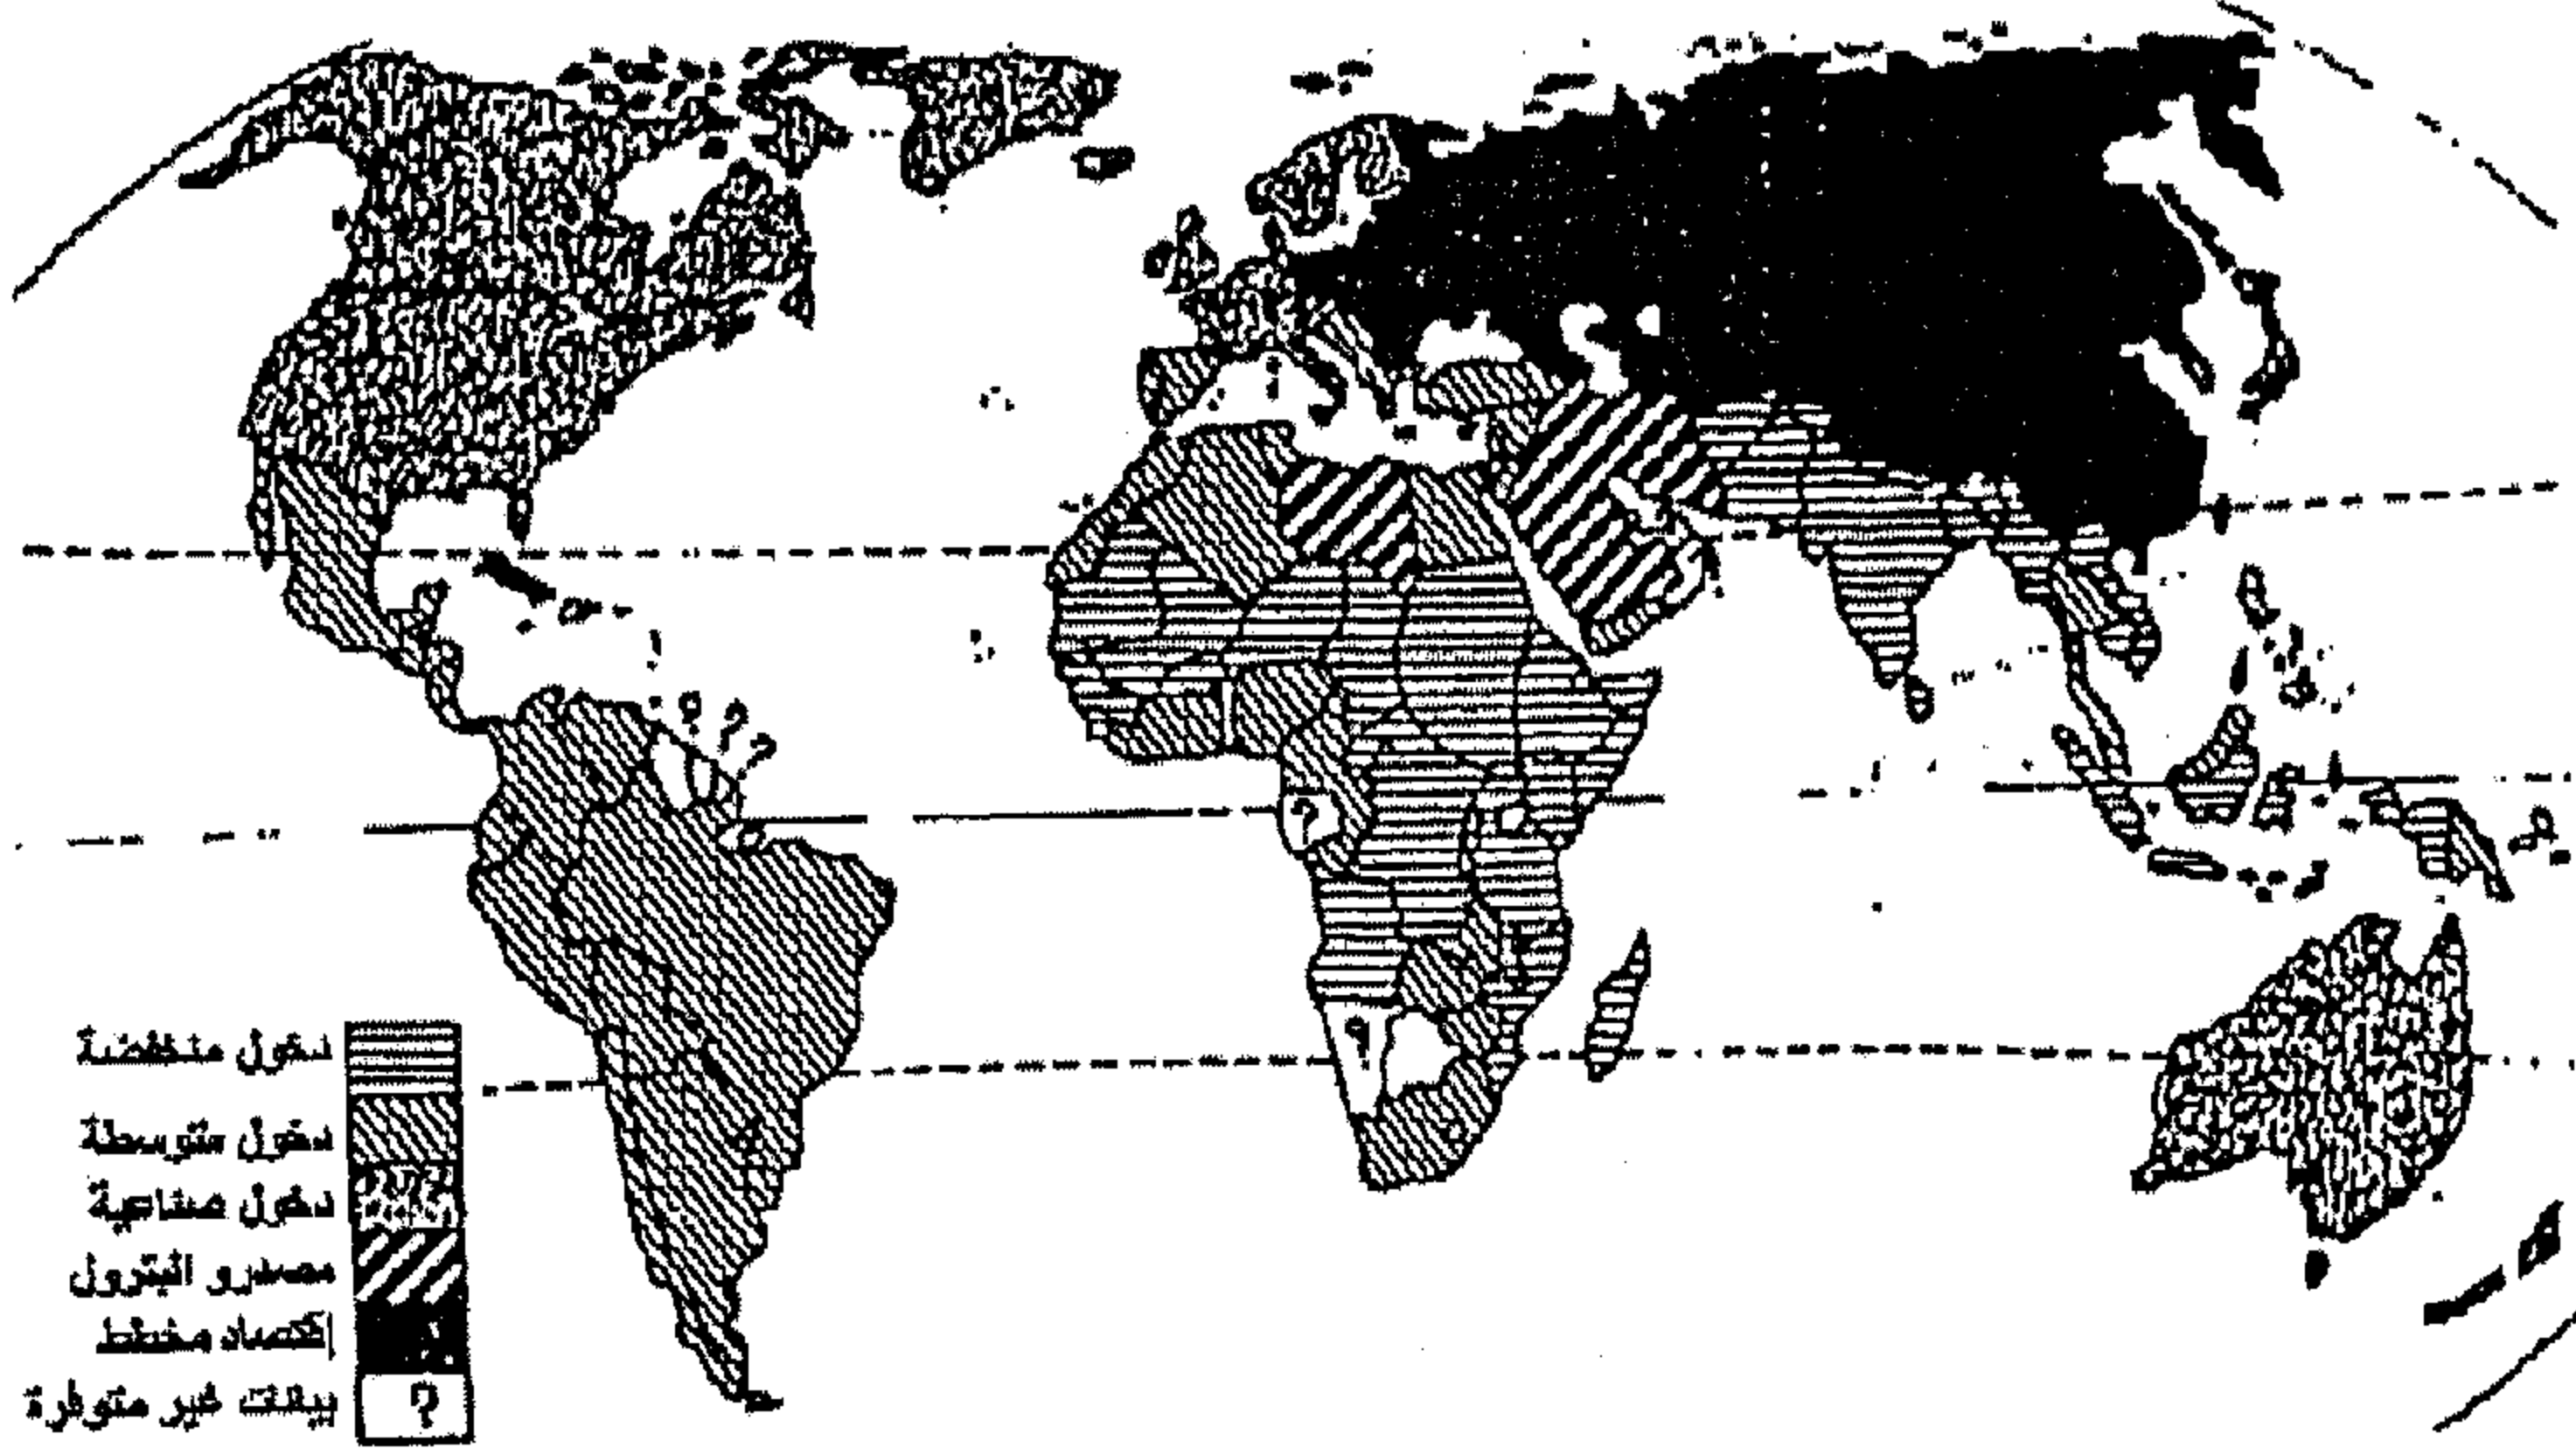 ؟ ؟ ؟
؟
؟
دخول منخفضة
دخول متوسطة
دخول صناعية
مصدرو البترول
إقتصاد مخطط
بيانات غير متوفرة ؟